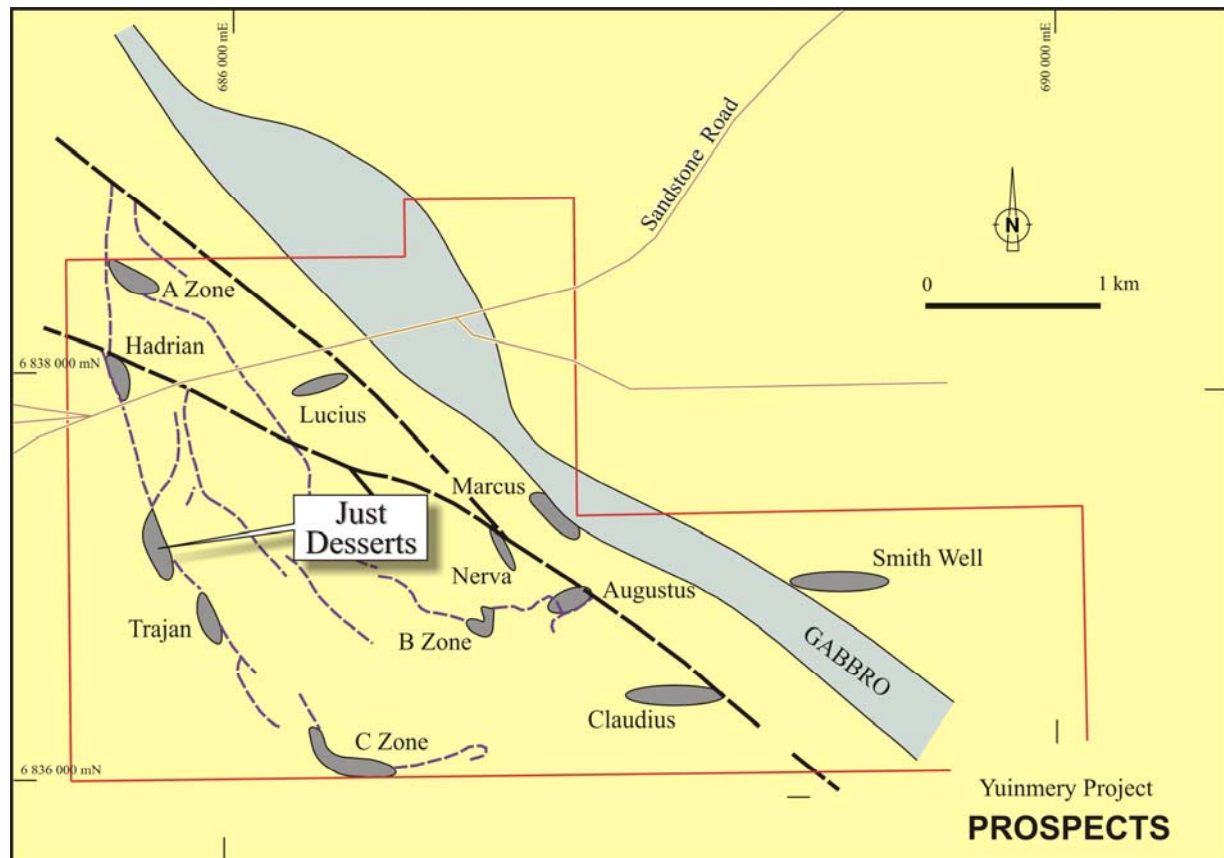 686 000 mE
690 000 mE
Sandstone Road
N
0 1 km
A Zone
Hadrian
6 838 000 mN
Lucius
Marcus
Just
Desserts
Smith Well
Nerva
Augustus
Trajan
B Zone
GABBRO
Claudius
C Zone
6 836 000 mN
Yuinmery Project
PROSPECTS